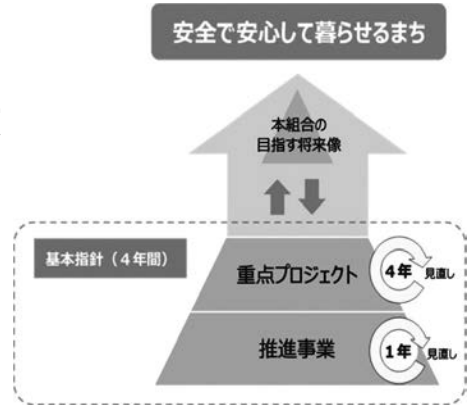 安全で安心して暮らせるまち
本組合の
目指す将来像
基本指針（４年間）
重点プロジェクト
4年
見直し
推進事業
1年
見直し